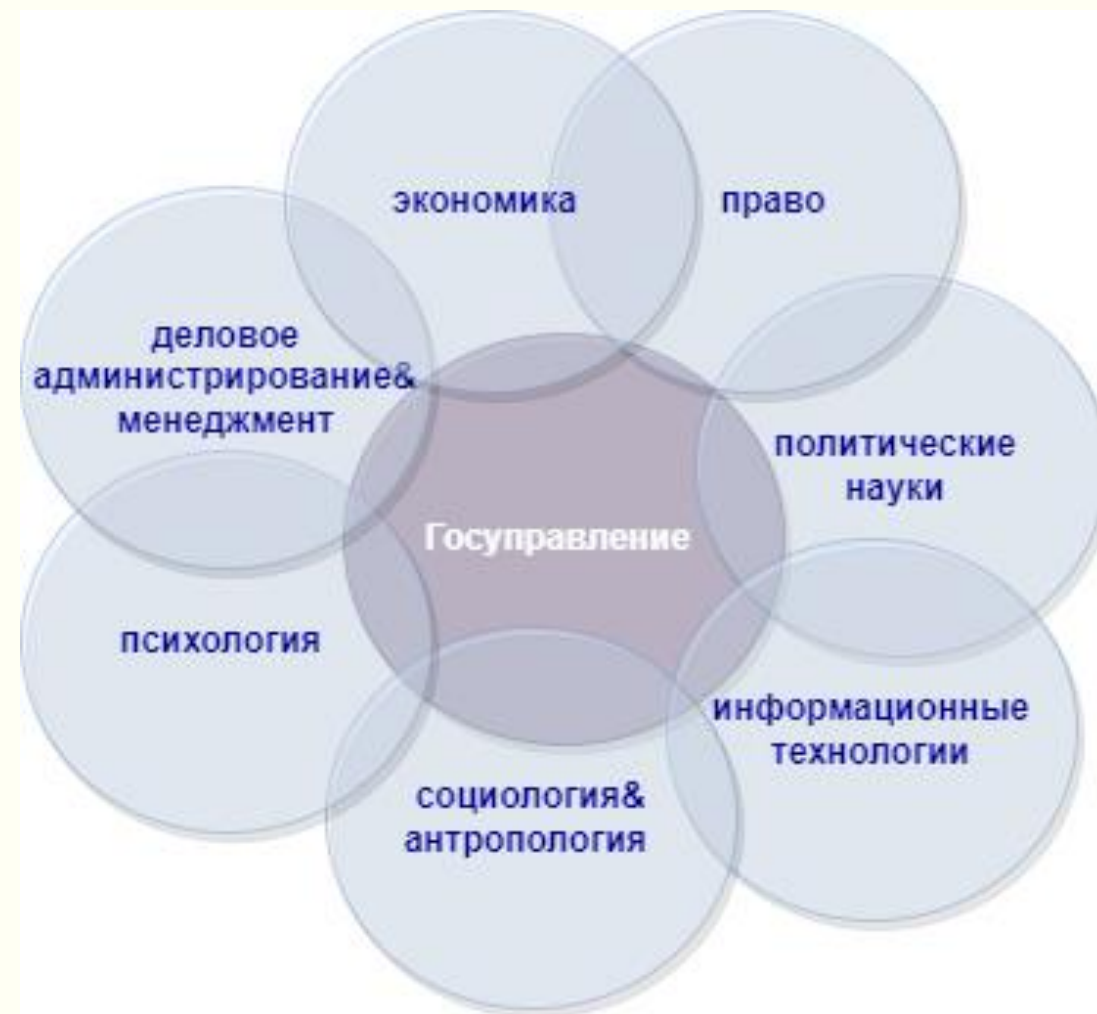 экономика
право
деловое
администрирование&
менеджмент
политические
науки
Госуправление
психология
информационные
технологии
социология&
антропология